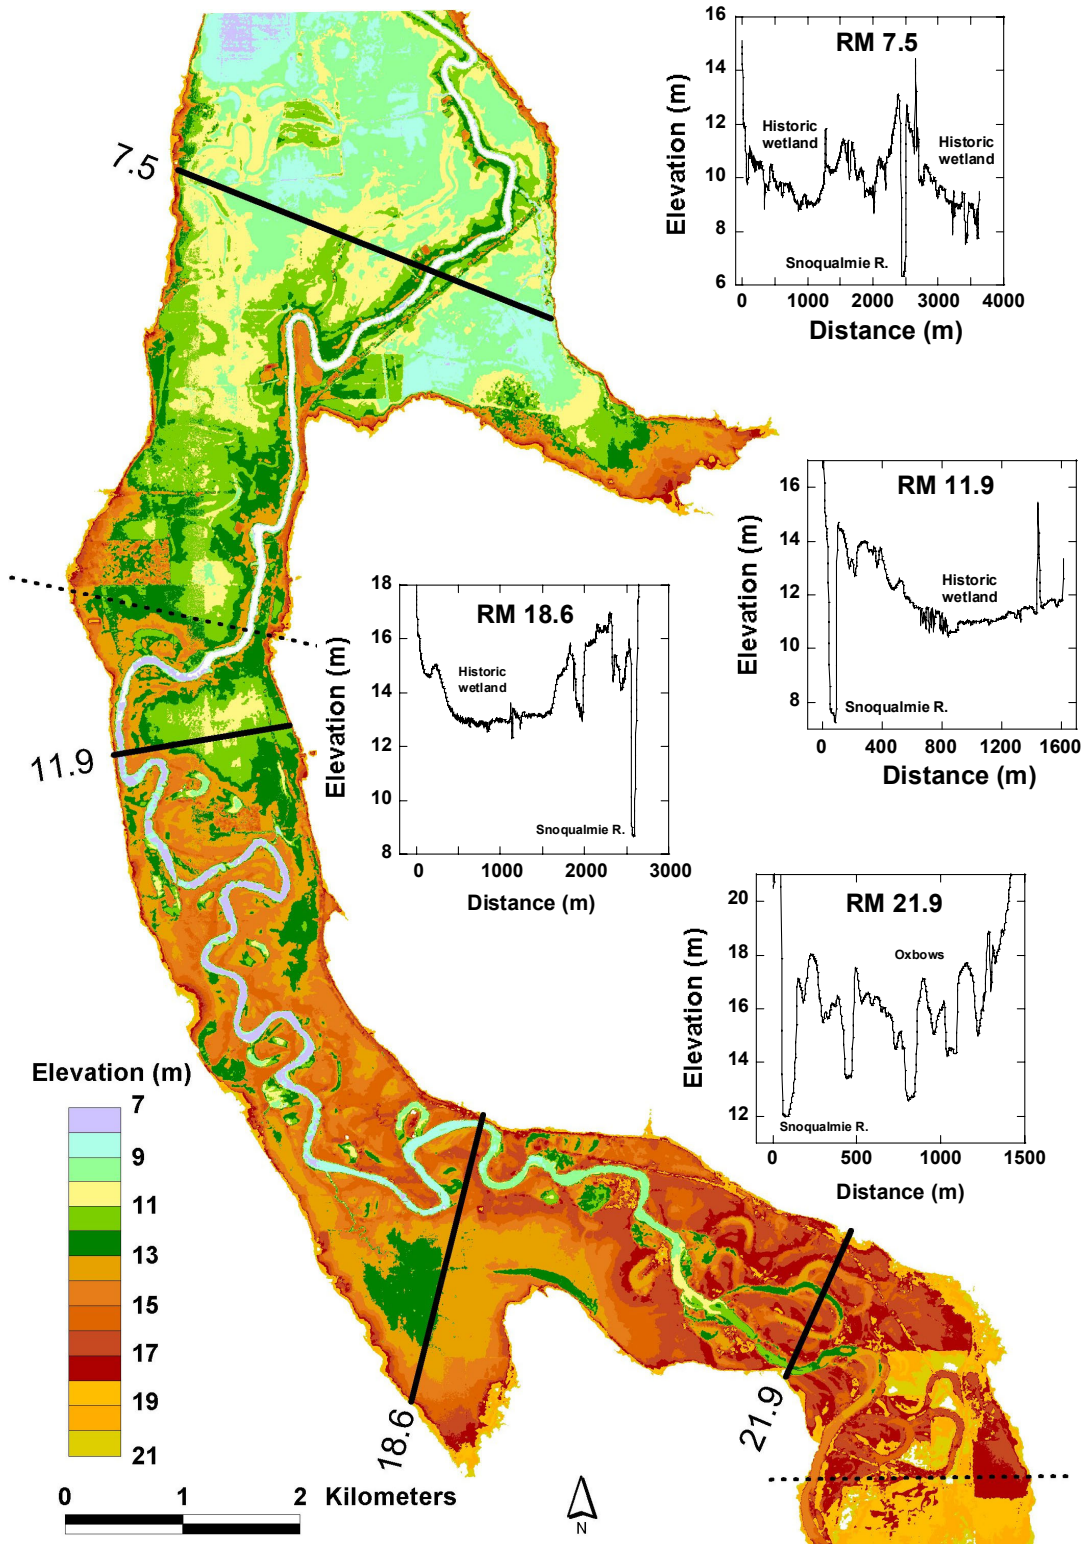 RM 7.5
16
14
12
10
8
6
Elevation (m)
Historic
wetland
Historic
wetland
Snoqualmie R.
0 1000 2000 3000 4000
Distance (m)
7.5
RM 11.9
16
14
12
10
8
Elevation (m)
Historic
wetland
Snoqualmie R.
0 400 800 1200 1600
Distance (m)
11.9
RM 18.6
18
16
14
12
10
8
Elevation (m)
Historic
wetland
Snoqualmie R.
0 1000 2000 3000
Distance (m)
RM 21.9
20
18
16
14
12
Elevation (m)
Oxbows
Snoqualmie R.
0 500 1000 1500
Distance (m)
Elevation (m)
7
9
11
13
15
17
19
21
18.6
21.9
0 1 2 Kilometers
N